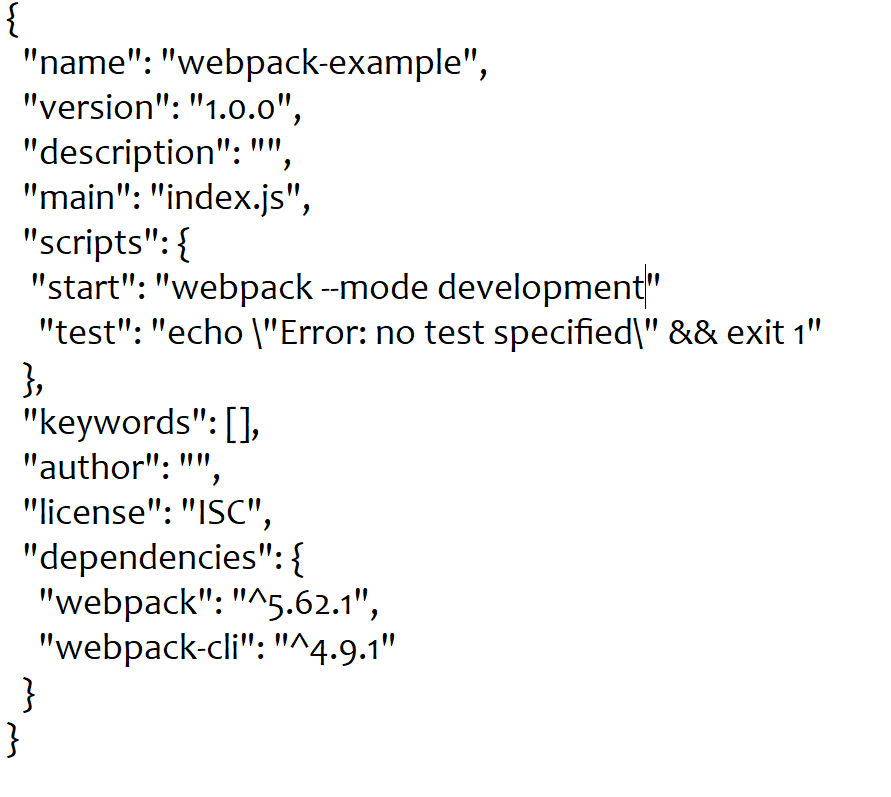 {
"name": "webpack-example",
"version": "1.0.0",
"description": "",
"main": "index.js",
"scripts": {
"start": "webpack --mode development"
"test": "echo \"Error: no test specified\" && exit 1"
},
"keywords": [],
"author": "",
"license": "ISC",
"dependencies": {
"webpack": "^5.62.1",
"webpack-cli": "^4.9.1"
}
}